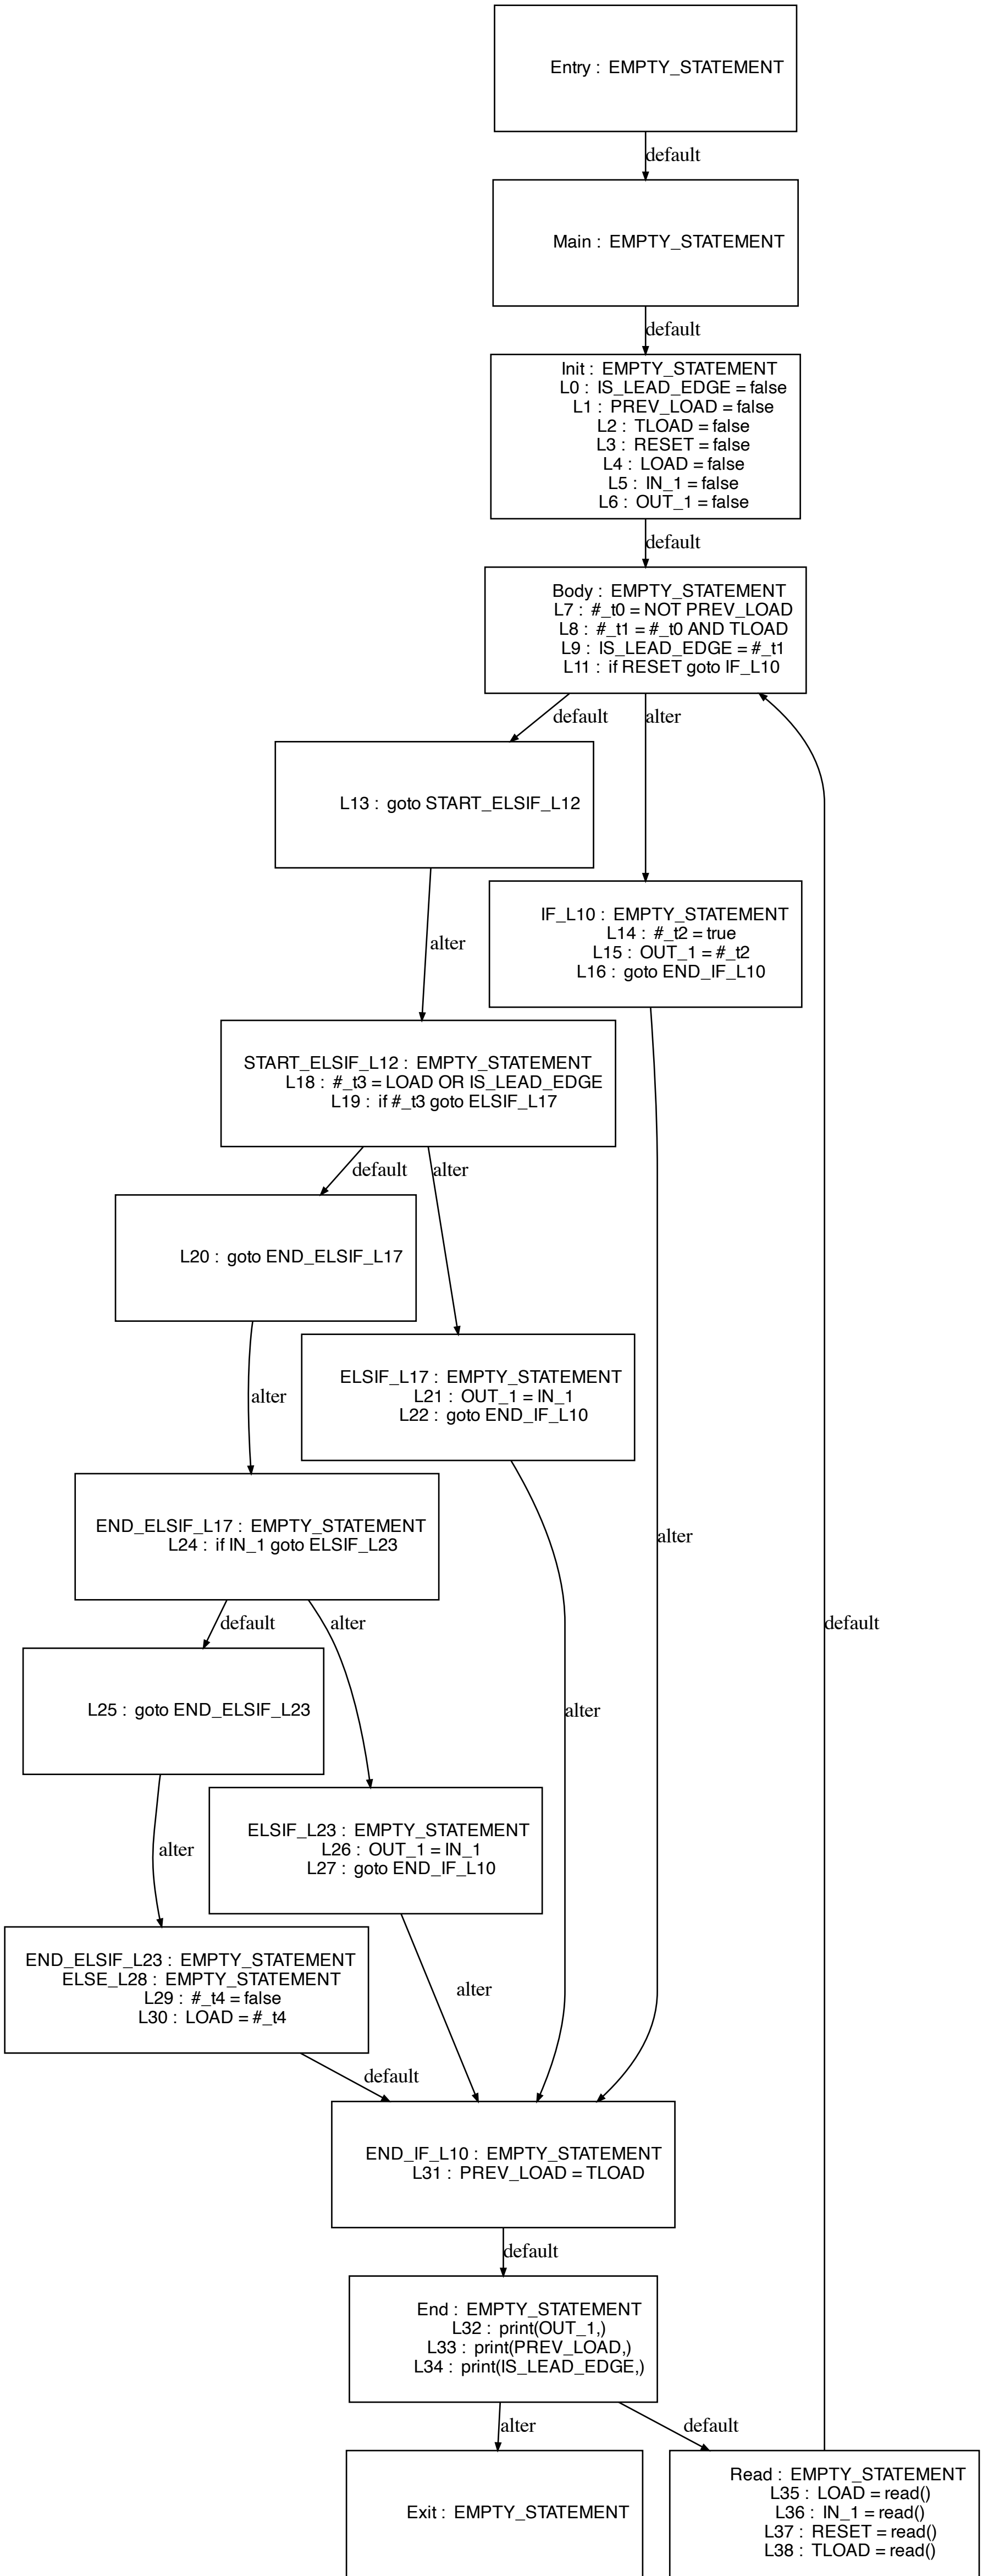 Entry :  EMPTY_STATEMENT
default
Main :  EMPTY_STATEMENT
default
Init :  EMPTY_STATEMENT
L0 :  IS_LEAD_EDGE = false
L1 :  PREV_LOAD = false
L2 :  TLOAD = false
L3 :  RESET = false
L4 :  LOAD = false
L5 :  IN_1 = false
L6 :  OUT_1 = false
default
Body :  EMPTY_STATEMENT
L7 :  #_t0 = NOT PREV_LOAD
L8 :  #_t1 = #_t0 AND TLOAD
L9 :  IS_LEAD_EDGE = #_t1
L11 :  if RESET goto IF_L10
default
alter
L13 :  goto START_ELSIF_L12
IF_L10 :  EMPTY_STATEMENT
L14 :  #_t2 = true
L15 :  OUT_1 = #_t2
L16 :  goto END_IF_L10
alter
START_ELSIF_L12 :  EMPTY_STATEMENT
L18 :  #_t3 = LOAD OR IS_LEAD_EDGE
L19 :  if #_t3 goto ELSIF_L17
default
alter
L20 :  goto END_ELSIF_L17
ELSIF_L17 :  EMPTY_STATEMENT
L21 :  OUT_1 = IN_1
L22 :  goto END_IF_L10
alter
END_ELSIF_L17 :  EMPTY_STATEMENT
L24 :  if IN_1 goto ELSIF_L23
alter
default
alter
default
L25 :  goto END_ELSIF_L23
alter
ELSIF_L23 :  EMPTY_STATEMENT
L26 :  OUT_1 = IN_1
L27 :  goto END_IF_L10
alter
END_ELSIF_L23 :  EMPTY_STATEMENT
ELSE_L28 :  EMPTY_STATEMENT
L29 :  #_t4 = false
L30 :  LOAD = #_t4
alter
default
END_IF_L10 :  EMPTY_STATEMENT
L31 :  PREV_LOAD = TLOAD
default
End :  EMPTY_STATEMENT
L32 :  print(OUT_1,)
L33 :  print(PREV_LOAD,)
L34 :  print(IS_LEAD_EDGE,)
alter
default
Exit :  EMPTY_STATEMENT
Read :  EMPTY_STATEMENT
L35 :  LOAD = read()
L36 :  IN_1 = read()
L37 :  RESET = read()
L38 :  TLOAD = read()